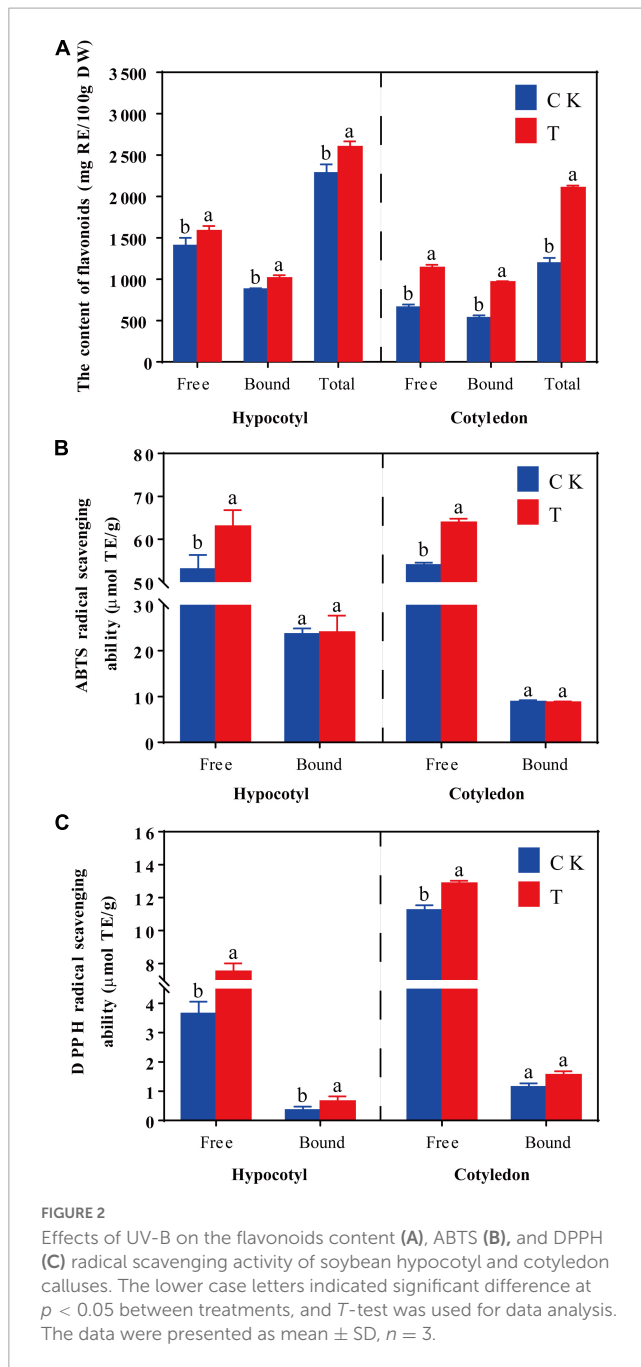 A
The content of flavonoids (mg RE/100g DW)
3 500
3 000
2 500
2 000
1 500
1 000
500
0
CK
T
b a
b a
b a
b a
b a
b a
Free Bound Total Free Bound Total
Hypocotyl Cotyledon
B
ABTS radical scavenging
ability (μmol TE/g)
80
70
60
50
30
20
10
0
CK
T
b a
a a
b a
a a
Free Bound Free Bound
Hypocotyl Cotyledon
C
DPPH radical scavenging
ability (μmol TE/g)
16
14
12
10
8
4
3
2
1
0
CK
T
b a
b a
b a
a a
Free Bound Free Bound
Hypocotyl Cotyledon
FIGURE 2
Effects of UV-B on the flavonoids content (A), ABTS (B), and DPPH
(C) radical scavenging activity of soybean hypocotyl and cotyledon
calluses. The lower case letters indicated significant difference at
p < 0.05 between treatments, and T-test was used for data analysis.
The data were presented as mean ± SD, n = 3.